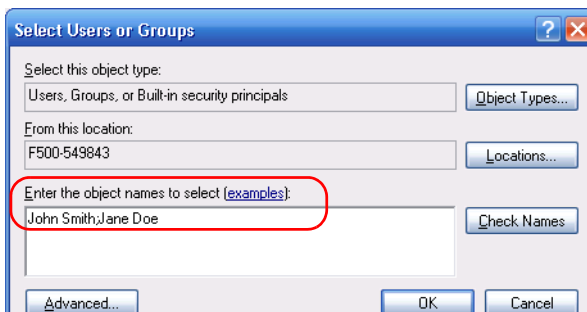 Select Users or Groups
Select this object type:
Users, Groups, or Built-in security principals
Object Types...
From this location:
F500-549843
Locations...
Enter the object names to select (examples):
John Smith;Jane Doe
Check Names
Advanced...
OK
Cancel